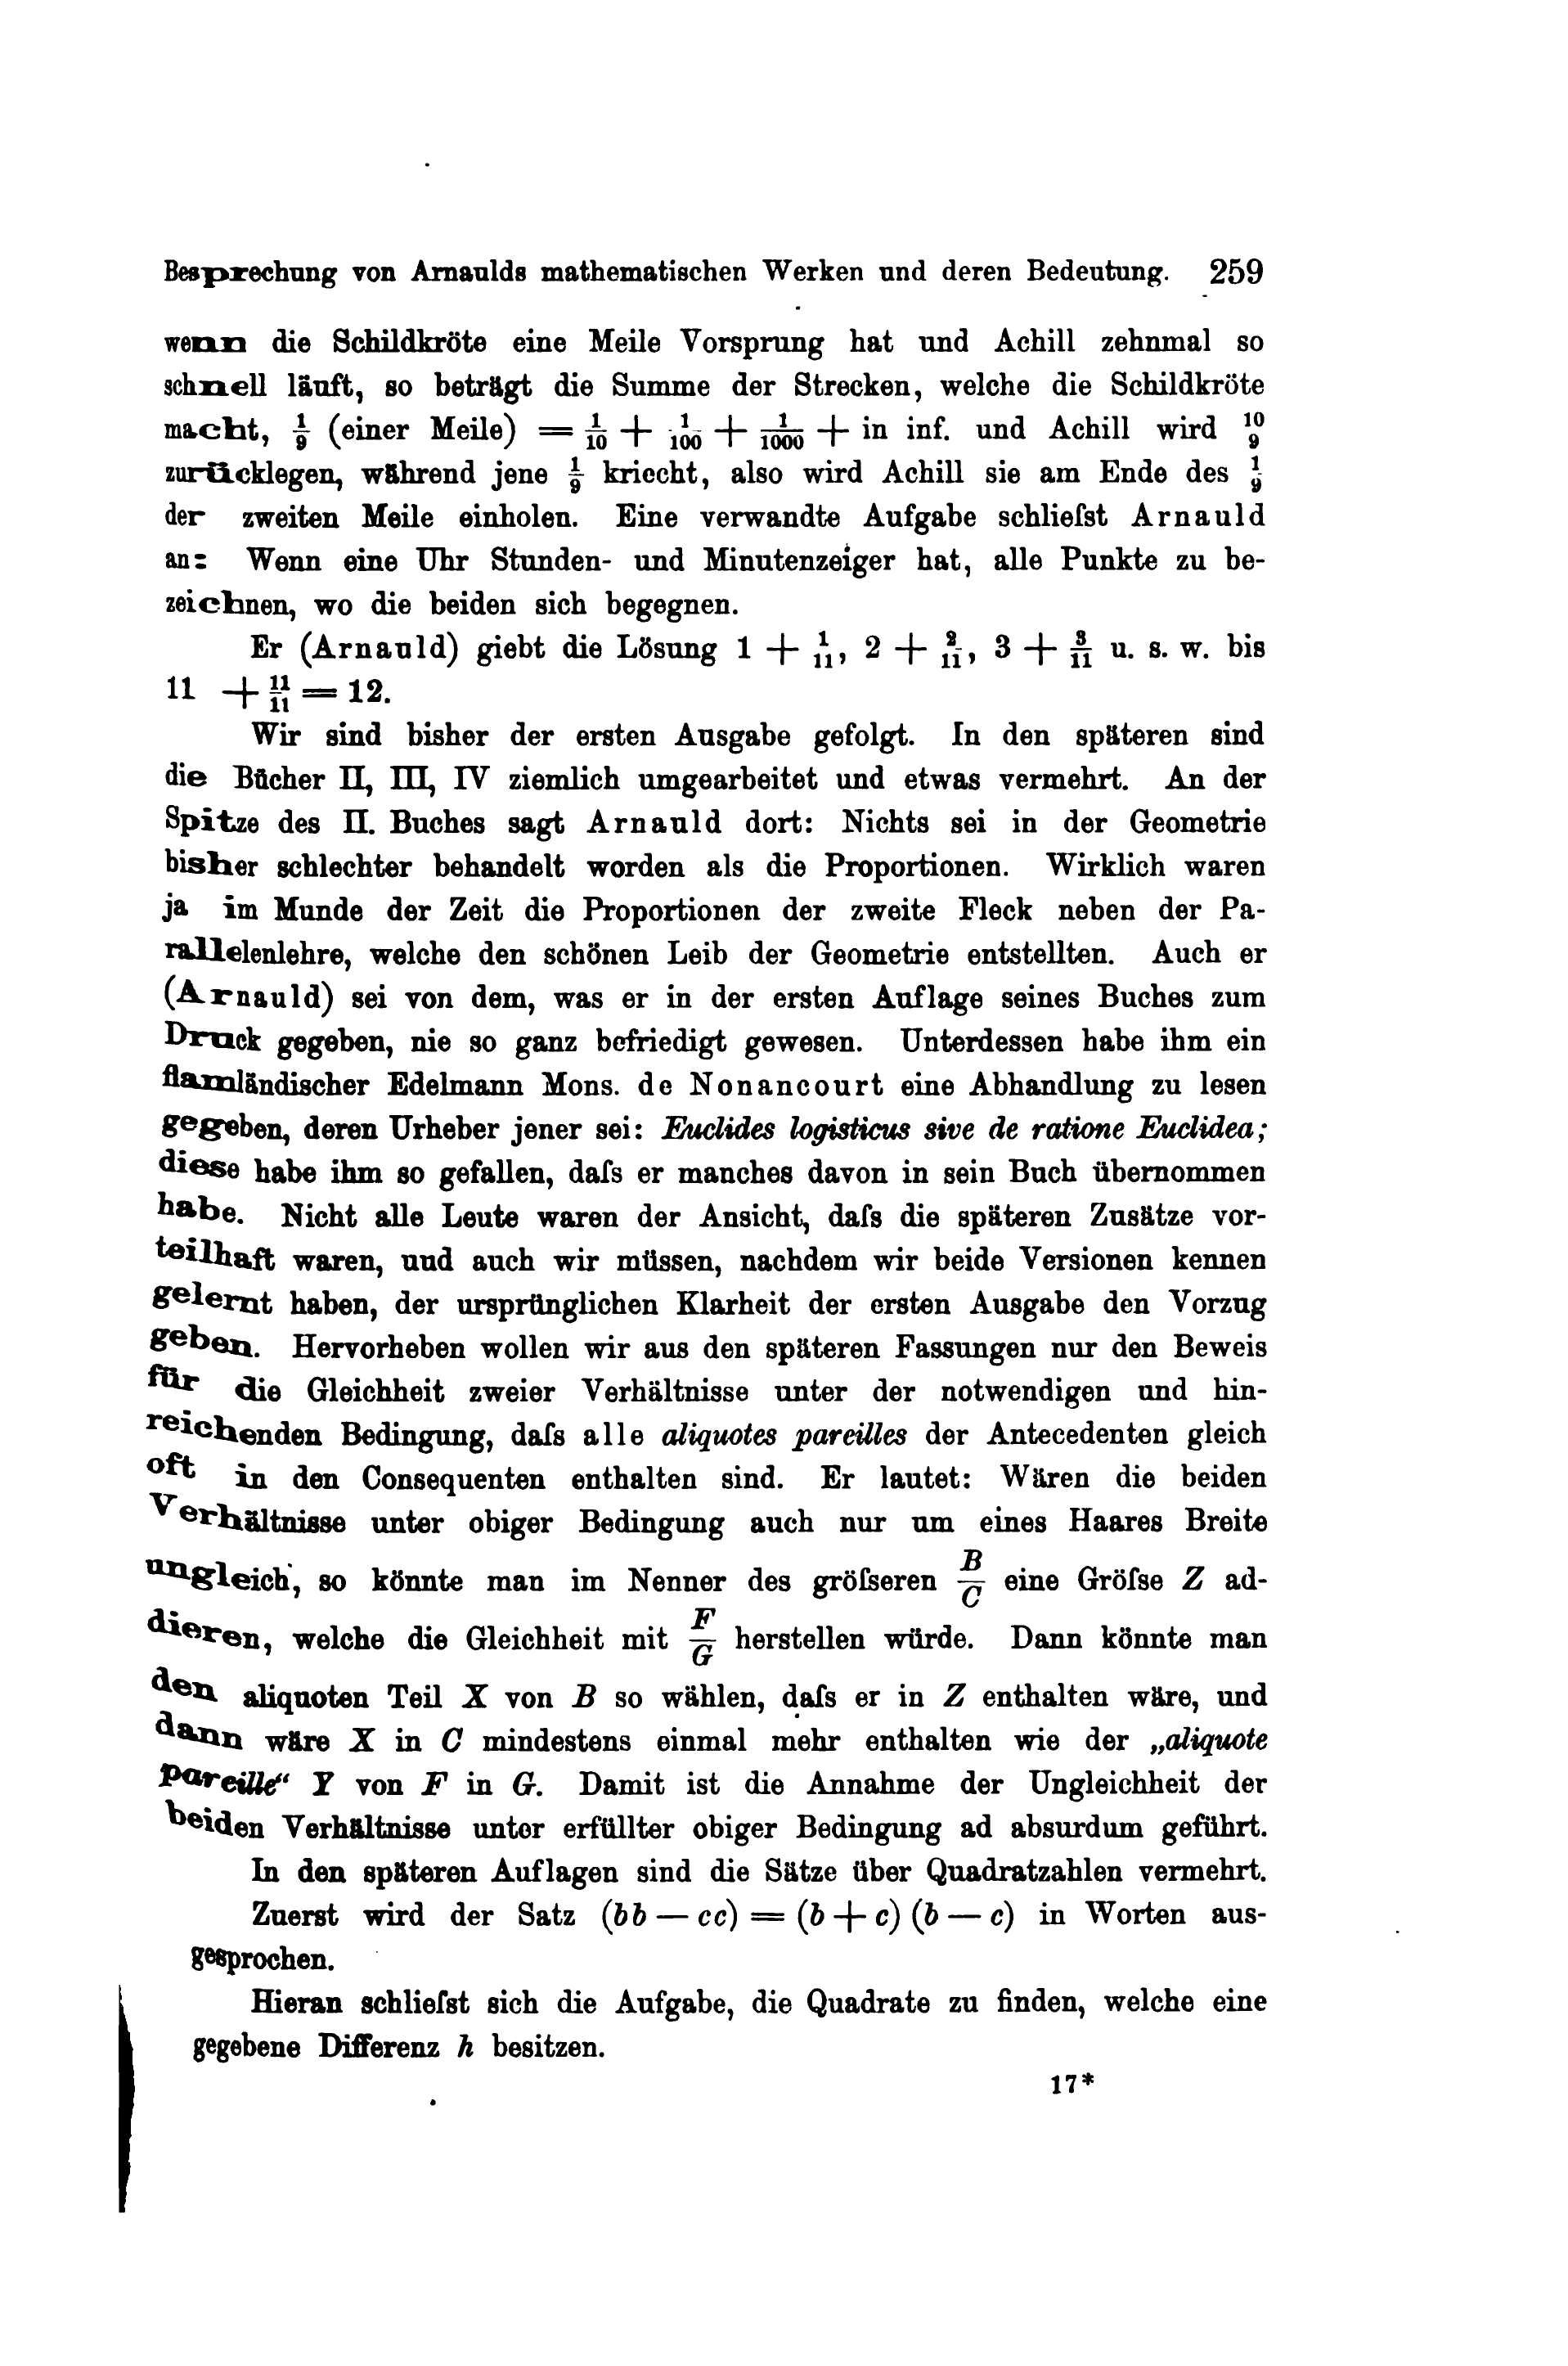 Besprechung von Arnaulds mathematischen Werken und deren Bedeutung. 259
wenn die Schildkröte eine Meile Vorsprung hat und Achill zehnmal so
schnell läuft, so beträgt die Summe der Strecken, welche die Schildkröte
macht, 1/9 (einer Meile) = 1/10 + 1/100 + 1/1000 + in inf. und Achill wird 10/9
zurücklegen, während jene 1/9 kriecht, also wird Achill sie am Ende des 1/9
der zweiten Meile einholen. Eine verwandte Aufgabe schlieſst Arnauld
an: Wenn eine Uhr Stunden- und Minutenzeiger hat, alle Punkte zu be-
zeichnen, wo die beiden sich begegnen.
Er (Arnauld) giebt die Lösung 1 + 1/11, 2 + 2/11, 3 + 3/11 u. s. w. bis
11 + 11/11 = 12.
Wir sind bisher der ersten Ausgabe gefolgt. In den späteren sind
die Bücher II, III, IV ziemlich umgearbeitet und etwas vermehrt. An der
Spitze des II. Buches sagt Arnauld dort: Nichts sei in der Geometrie
bisher schlechter behandelt worden als die Proportionen. Wirklich waren
ja im Munde der Zeit die Proportionen der zweite Fleck neben der Pa-
rallelenlehre, welche den schönen Leib der Geometrie entstellten. Auch er
(Arnauld) sei von dem, was er in der ersten Auflage seines Buches zum
Druck gegeben, nie so ganz befriedigt gewesen. Unterdessen habe ihm ein
flamländischer Edelmann Mons. de Nonancourt eine Abhandlung zu lesen
gegeben, deren Urheber jener sei: Euclides logisticus sive de ratione Euclidea;
diese habe ihm so gefallen, daſs er manches davon in sein Buch übernommen
habe. Nicht alle Leute waren der Ansicht, daſs die späteren Zusätze vor-
teilhaft waren, und auch wir müssen, nachdem wir beide Versionen kennen
gelernt haben, der ursprünglichen Klarheit der ersten Ausgabe den Vorzug
geben. Hervorheben wollen wir aus den späteren Fassungen nur den Beweis
für die Gleichheit zweier Verhältnisse unter der notwendigen und hin-
reichenden Bedingung, daſs alle aliquotes pareilles der Antecedenten gleich
oft in den Consequenten enthalten sind. Er lautet: Wären die beiden
Verhältnisse unter obiger Bedingung auch nur um eines Haares Breite
ungleich, so könnte man im Nenner des gröſseren B/C eine Gröſse Z ad-
dieren, welche die Gleichheit mit F/G herstellen würde. Dann könnte man
den aliquoten Teil X von B so wählen, daſs er in Z enthalten wäre, und
dann wäre X in C mindestens einmal mehr enthalten wie der „aliquote
pareille“ Y von F in G. Damit ist die Annahme der Ungleichheit der
beiden Verhältnisse unter erfüllter obiger Bedingung ad absurdum geführt.
In den späteren Auflagen sind die Sätze über Quadratzahlen vermehrt.
Zuerst wird der Satz (bb — cc) = (b + c) (b — c) in Worten aus-
gesprochen.
Hieran schlieſst sich die Aufgabe, die Quadrate zu finden, welche eine
gegebene Differenz h besitzen.
17*